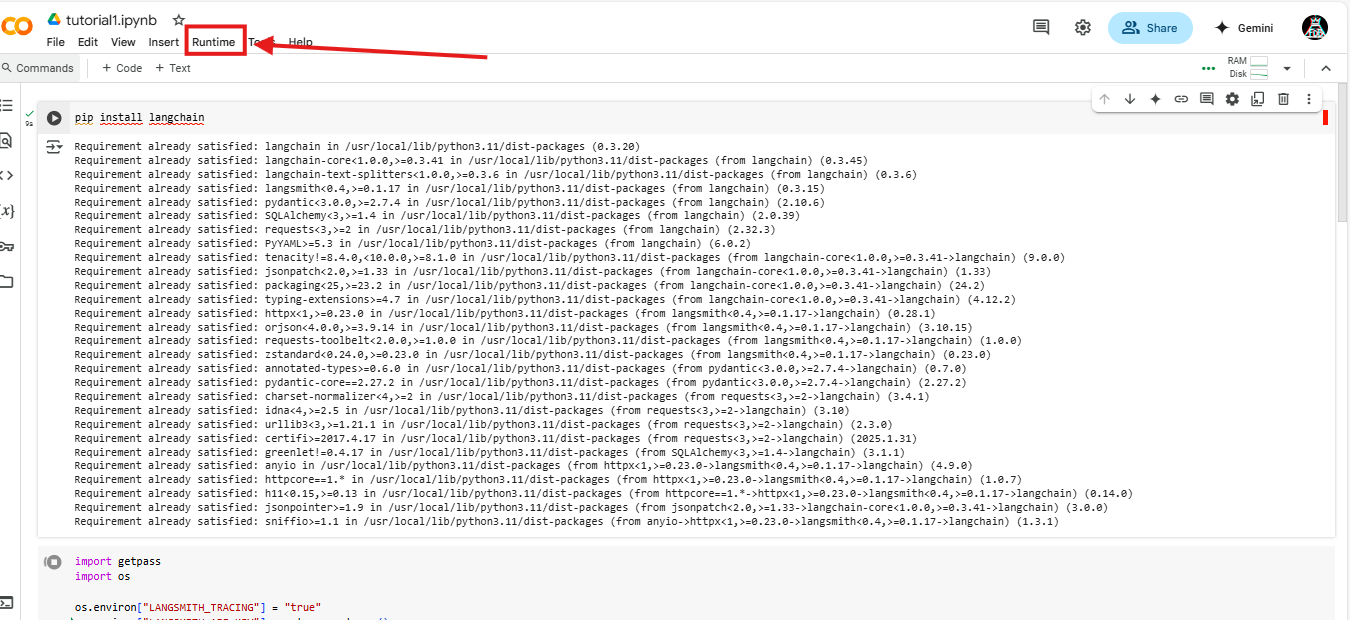 CO
tutorial1.ipynb
File Edit View Insert Runtime Help
Share
Gemini
Commands + Code + Text
RAM
Disk
9s
pip install langchain
Requirement already satisfied: langchain in /usr/local/lib/python3.11/dist-packages (0.3.20)
Requirement already satisfied: langchain-core<1.0.0,>=0.3.41 in /usr/local/lib/python3.11/dist-packages (from langchain) (0.3.45)
Requirement already satisfied: langchain-text-splitters<1.0.0,>=0.3.6 in /usr/local/lib/python3.11/dist-packages (from langchain) (0.3.6)
Requirement already satisfied: langsmith<0.4,>=0.1.17 in /usr/local/lib/python3.11/dist-packages (from langchain) (0.3.15)
Requirement already satisfied: pydantic<3.0.0,>=2.7.4 in /usr/local/lib/python3.11/dist-packages (from langchain) (2.10.6)
Requirement already satisfied: SQLAlchemy<3,>=1.4 in /usr/local/lib/python3.11/dist-packages (from langchain) (2.0.39)
Requirement already satisfied: requests<3,>=2 in /usr/local/lib/python3.11/dist-packages (from langchain) (2.32.3)
Requirement already satisfied: PyYAML>=5.3 in /usr/local/lib/python3.11/dist-packages (from langchain) (6.0.2)
Requirement already satisfied: tenacity!=8.4.0,<10.0.0,>=8.1.0 in /usr/local/lib/python3.11/dist-packages (from langchain-core<1.0.0,>=0.3.41->langchain) (9.0.0)
Requirement already satisfied: jsonpatch<2.0,>=1.33 in /usr/local/lib/python3.11/dist-packages (from langchain-core<1.0.0,>=0.3.41->langchain) (1.33)
Requirement already satisfied: packaging<25,>=23.2 in /usr/local/lib/python3.11/dist-packages (from langchain-core<1.0.0,>=0.3.41->langchain) (24.2)
Requirement already satisfied: typing-extensions>=4.7 in /usr/local/lib/python3.11/dist-packages (from langchain-core<1.0.0,>=0.3.41->langchain) (4.12.2)
Requirement already satisfied: httpx<1,>=0.23.0 in /usr/local/lib/python3.11/dist-packages (from langsmith<0.4,>=0.1.17->langchain) (0.28.1)
Requirement already satisfied: orjson<4.0.0,>=3.9.14 in /usr/local/lib/python3.11/dist-packages (from langsmith<0.4,>=0.1.17->langchain) (3.10.15)
Requirement already satisfied: requests-toolbelt<2.0.0,>=1.0.0 in /usr/local/lib/python3.11/dist-packages (from langsmith<0.4,>=0.1.17->langchain) (1.0.0)
Requirement already satisfied: zstandard<0.24.0,>=0.23.0 in /usr/local/lib/python3.11/dist-packages (from langsmith<0.4,>=0.1.17->langchain) (0.23.0)
Requirement already satisfied: annotated-types>=0.6.0 in /usr/local/lib/python3.11/dist-packages (from pydantic<3.0.0,>=2.7.4->langchain) (0.7.0)
Requirement already satisfied: pydantic-core==2.27.2 in /usr/local/lib/python3.11/dist-packages (from pydantic<3.0.0,>=2.7.4->langchain) (2.27.2)
Requirement already satisfied: charset-normalizer<4,>=2 in /usr/local/lib/python3.11/dist-packages (from requests<3,>=2->langchain) (3.4.1)
Requirement already satisfied: idna<4,>=2.5 in /usr/local/lib/python3.11/dist-packages (from requests<3,>=2->langchain) (3.10)
Requirement already satisfied: urllib3<3,>=1.21.1 in /usr/local/lib/python3.11/dist-packages (from requests<3,>=2->langchain) (2.3.0)
Requirement already satisfied: certifi>=2017.4.17 in /usr/local/lib/python3.11/dist-packages (from requests<3,>=2->langchain) (2025.1.31)
Requirement already satisfied: greenlet!=0.4.17 in /usr/local/lib/python3.11/dist-packages (from SQLAlchemy<3,>=1.4->langchain) (3.1.1)
Requirement already satisfied: anyio in /usr/local/lib/python3.11/dist-packages (from httpx<1,>=0.23.0->langsmith<0.4,>=0.1.17->langchain) (4.9.0)
Requirement already satisfied: httpcore==1.* in /usr/local/lib/python3.11/dist-packages (from httpx<1,>=0.23.0->langsmith<0.4,>=0.1.17->langchain) (1.0.7)
Requirement already satisfied: h11<0.15,>=0.13 in /usr/local/lib/python3.11/dist-packages (from httpcore==1.*->httpx<1,>=0.23.0->langsmith<0.4,>=0.1.17->langchain) (0.14.0)
Requirement already satisfied: jsonpointer>=1.9 in /usr/local/lib/python3.11/dist-packages (from jsonpatch<2.0,>=1.33->langchain-core<1.0.0,>=0.3.41->langchain) (3.0.0)
Requirement already satisfied: sniffio>=1.1 in /usr/local/lib/python3.11/dist-packages (from anyio->httpx<1,>=0.23.0->langsmith<0.4,>=0.1.17->langchain) (1.3.1)
import getpass
import os
os.environ["LANGSMITH_TRACING"] = "true"